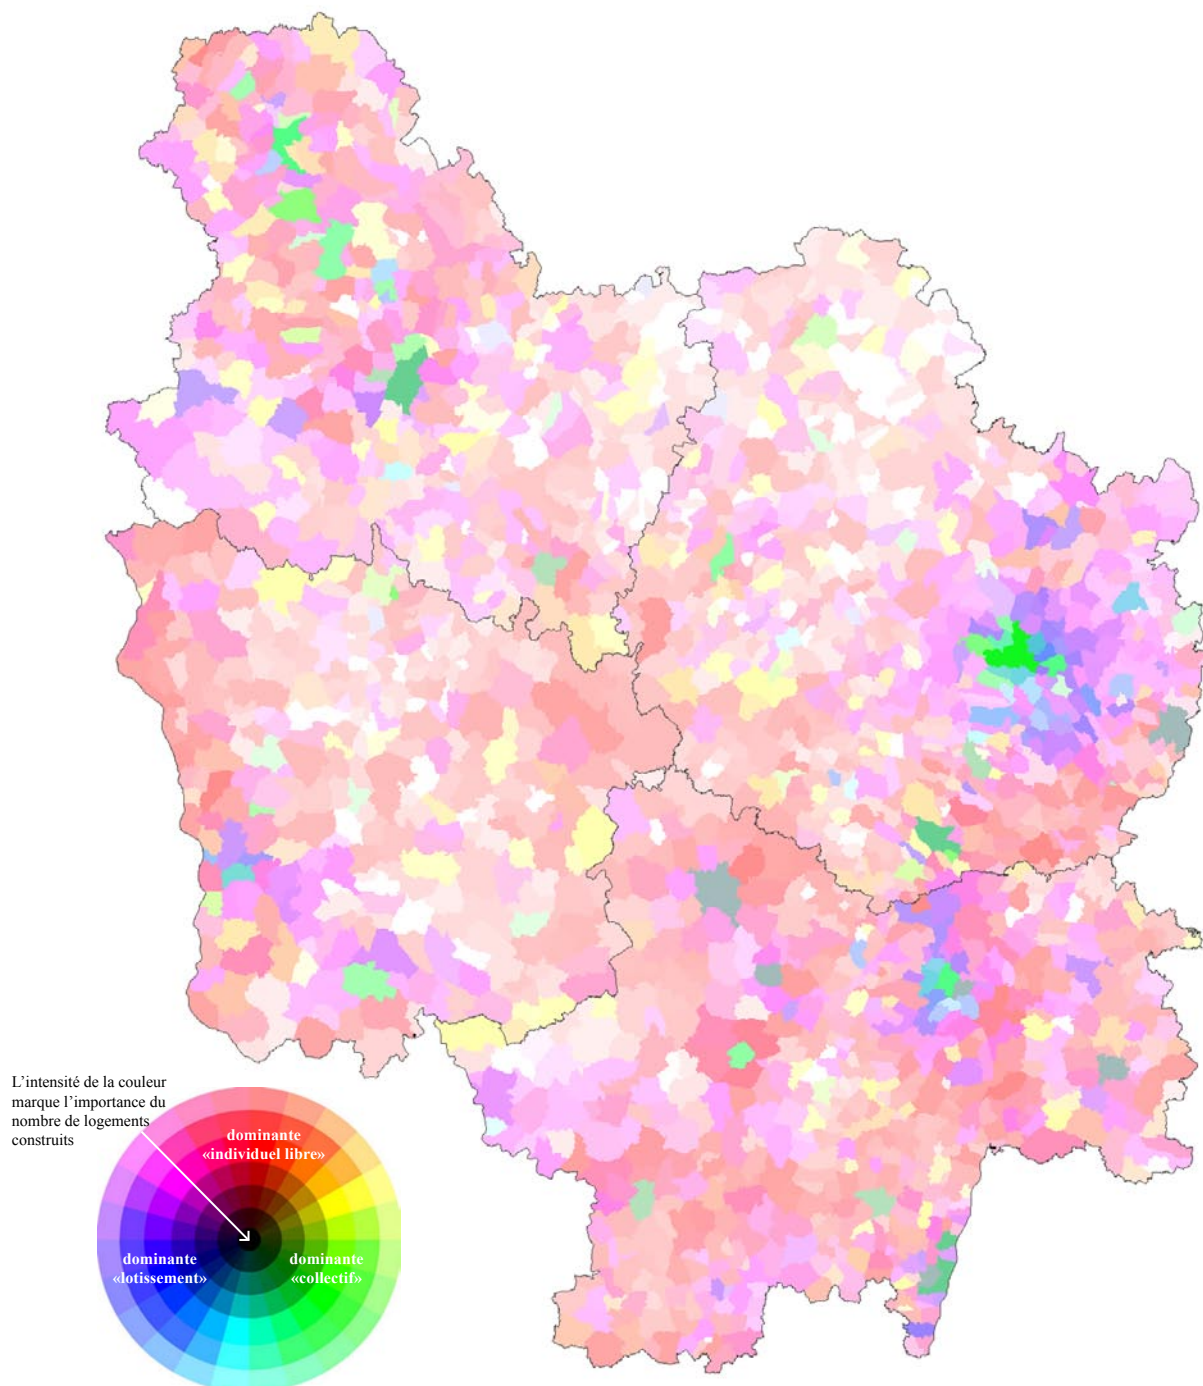 L’intensité de la couleur
marque l’importance du
nombre de logements
construits
dominante
«individuel libre»
dominante
«lotissement»
dominante
«collectif»